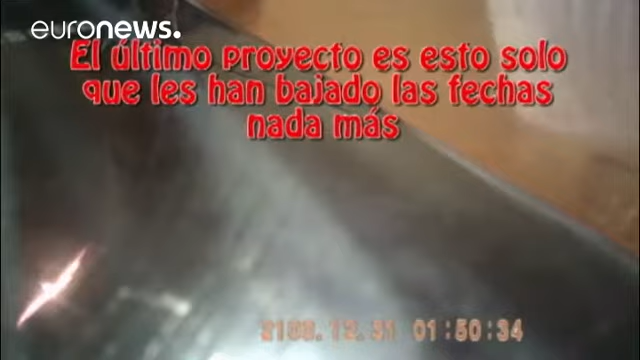 euronews.
El último proyecto es esto solo
que les han bajado las fechas
nada más
01:50:34